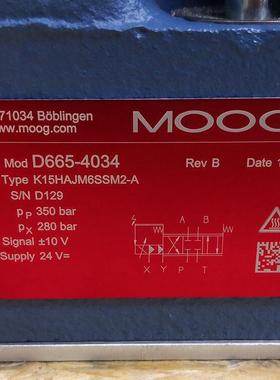 71034 Böblingen
www.moog.com
MOOG
Mod D665-4034 Rev B Date 1
Type K15HAJM6SSM2-A
S/N D129
pP 350 bar
pX 280 bar
Signal ±10 V
Supply 24 V=
A B
X Y P T